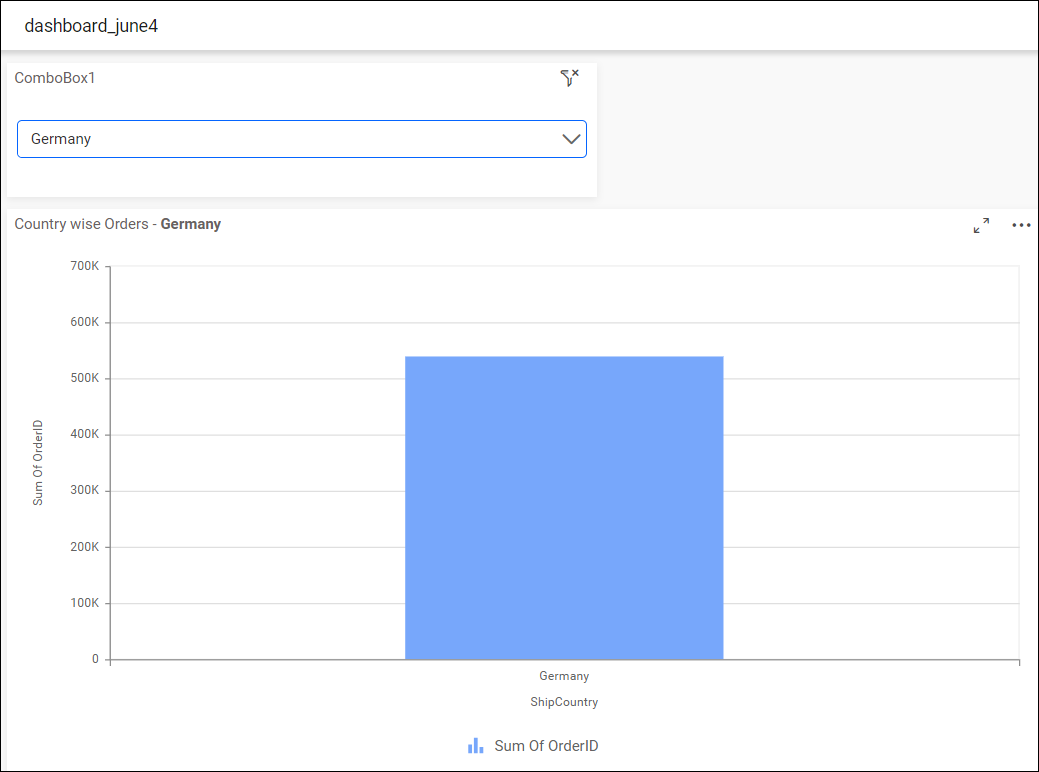 dashboard_june4
ComboBox1
Germany
Country wise Orders - Germany
700K
600K
500K
400K
300K
200K
100K
0
Sum Of OrderID
Germany
ShipCountry
Sum Of OrderID